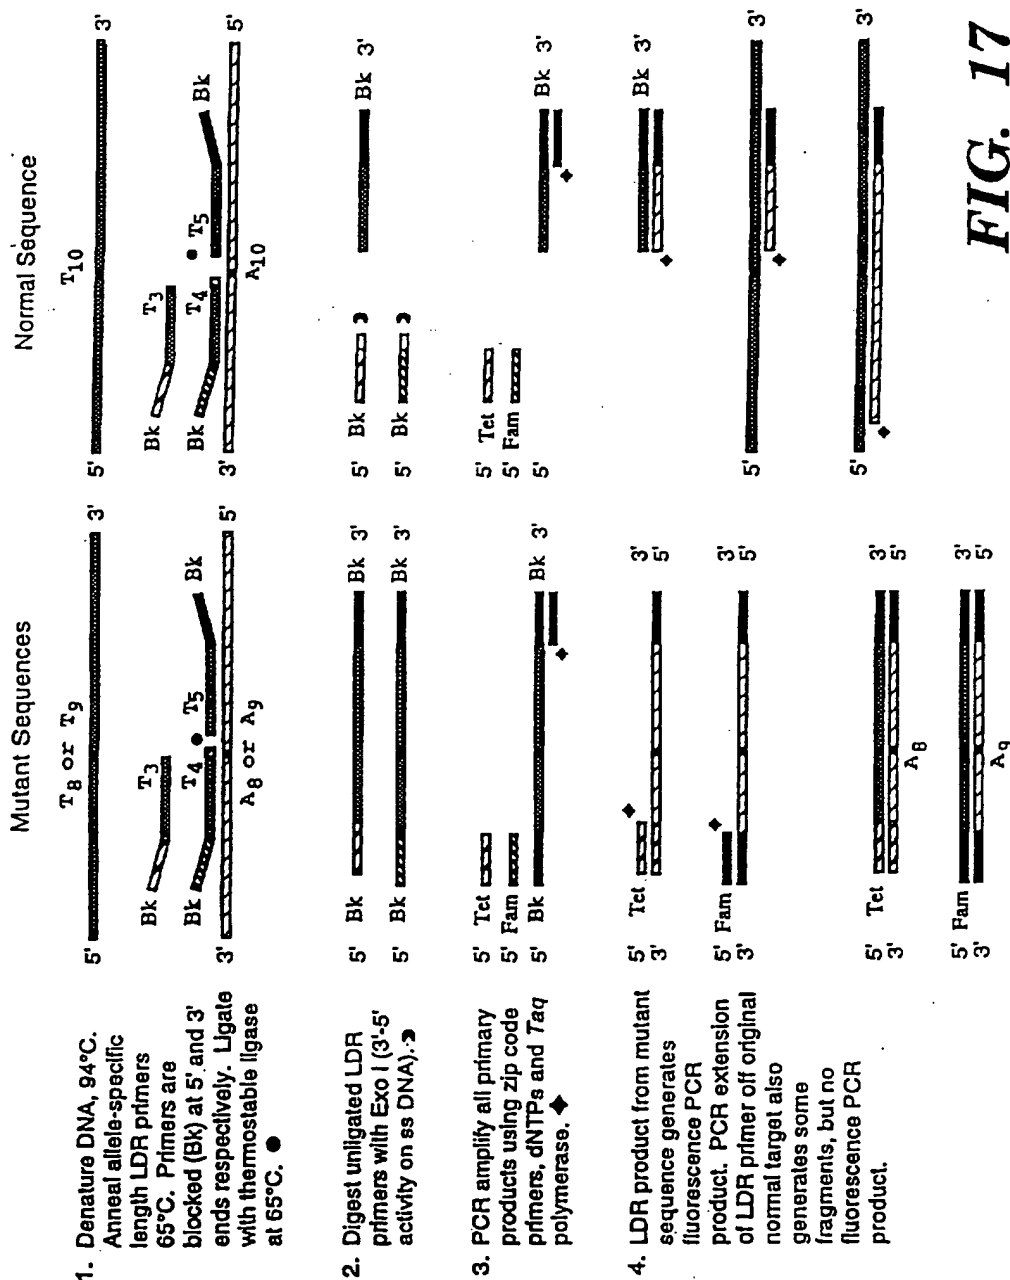 Mutant Sequences
Normal Sequence
1. Denature DNA, 94°C.
Anneal allele-specific
length LDR primers
65°C. Primers are
blocked (Bk) at 5' and 3'
ends respectively. Ligate
with thermostable ligase
at 65°C. ●
T8 or T9
5' 3'
T3
Bk
T4 ● T5
Bk Bk
3' 5'
A8 or A9
T10
5' 3'
T3
Bk
T4 ● T5
Bk Bk
3' 5'
A10
2. Digest unligated LDR
primers with Exo I (3'-5'
activity on ss DNA).
5' Bk Bk 3'
5' Bk Bk 3'
5' Bk Bk 3'
5' Bk
3. PCR amplify all primary
products using zip code
primers, dNTPs and Taq
polymerase. ✦
5' Tet
5' Fam
5' Bk Bk 3'
5' Tet
5' Fam
5' Bk 3'
4. LDR product from mutant
sequence generates
fluorescence PCR
product. PCR extension
of LDR primer off original
normal target also
generates some
fragments, but no
fluorescence PCR
product.
5' Tet 3'
3' 5'
5' Fam 3'
3' 5'
5' Tet 3'
3' 5'
A8
5' Fam 3'
3' 5'
A9
Bk 3'
5' 3'
5' 3'
FIG. 17